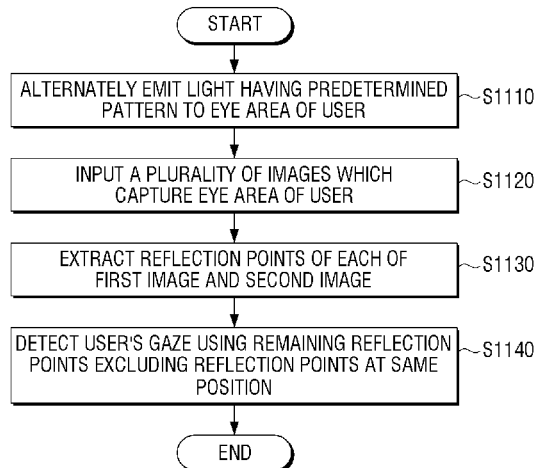 START
ALTERNATELY EMIT LIGHT HAVING PREDETERMINED
PATTERN TO EYE AREA OF USER
S1110
INPUT A PLURALITY OF IMAGES WHICH
CAPTURE EYE AREA OF USER
S1120
EXTRACT REFLECTION POINTS OF EACH OF
FIRST IMAGE AND SECOND IMAGE
S1130
DETECT USER'S GAZE USING REMAINING REFLECTION
POINTS EXCLUDING REFLECTION POINTS AT SAME
POSITION
S1140
END